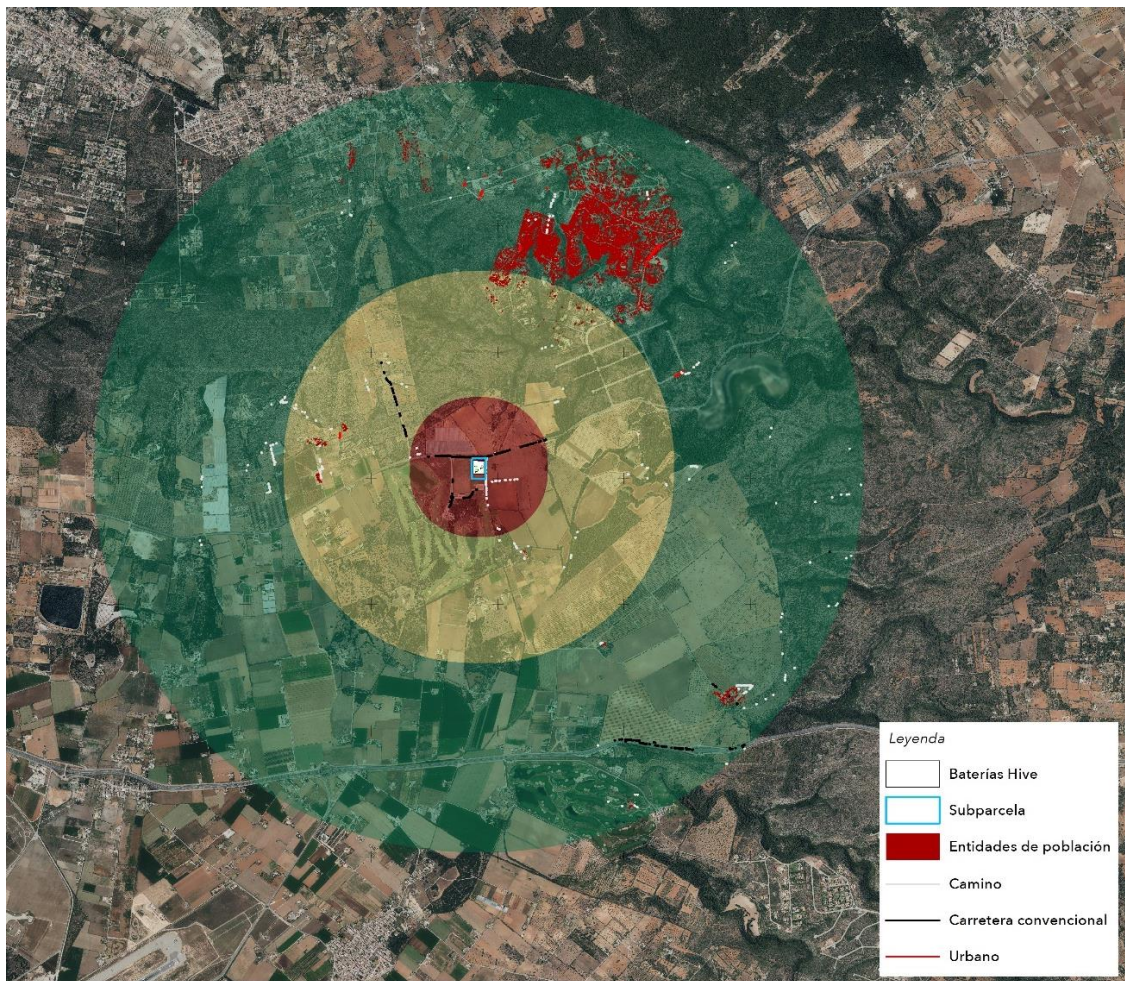 Leyenda
Baterías Hive
Subparcela
Entidades de población
Camino
Carretera convencional
Urbano